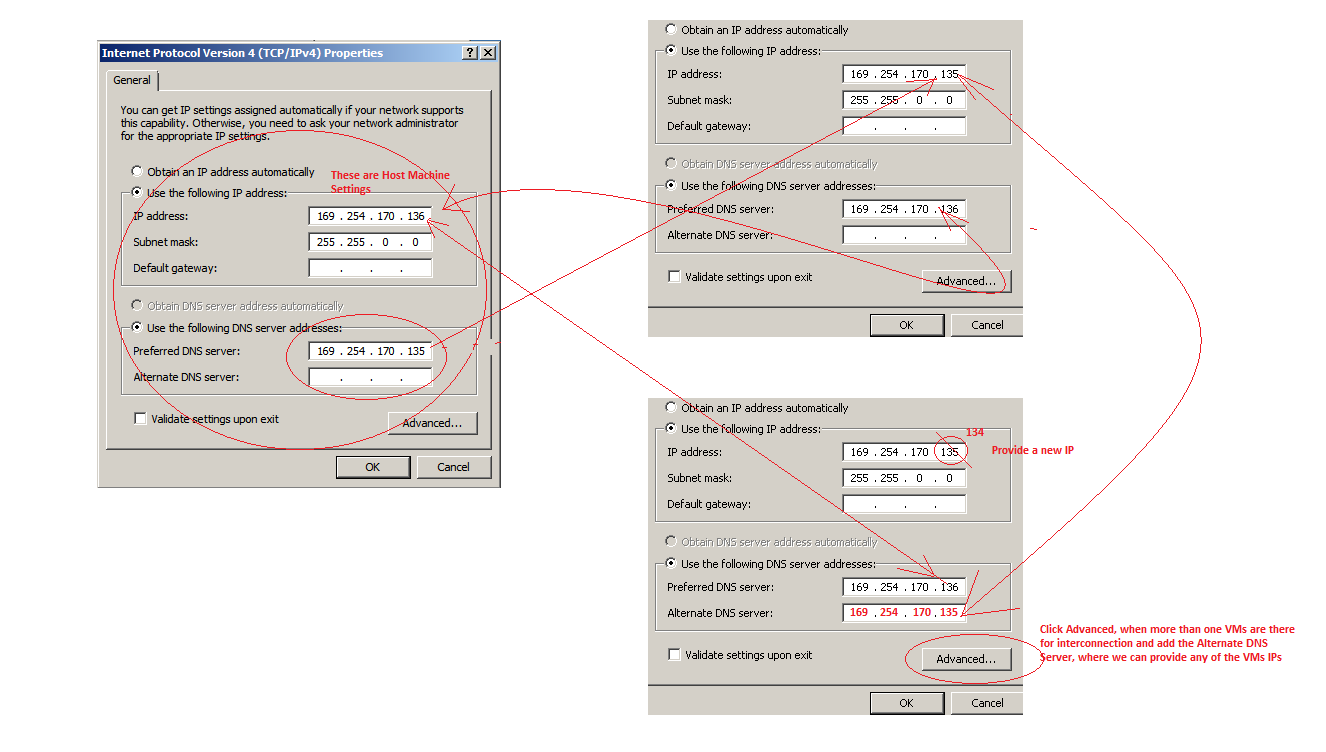 Internet Protocol Version 4 (TCP/IPv4) Properties
General
You can get IP settings assigned automatically if your network supports
this capability. Otherwise, you need to ask your network administrator
for the appropriate IP settings.
Obtain an IP address automatically
These are Host Machine
Settings
Use the following IP address:
IP address: 169 . 254 . 170 . 136
Subnet mask: 255 . 255 . 0 . 0
Default gateway: . . .
Obtain DNS server address automatically
Use the following DNS server addresses:
Preferred DNS server: 169 . 254 . 170 . 135
Alternate DNS server: . . .
Validate settings upon exit
Advanced...
OK Cancel
Obtain an IP address automatically
Use the following IP address:
IP address: 169 . 254 . 170 . 135
Subnet mask: 255 . 255 . 0 . 0
Default gateway: . . .
Obtain DNS server address automatically
Use the following DNS server addresses:
Preferred DNS server: 169 . 254 . 170 . 136
Alternate DNS server: . . .
Validate settings upon exit
Advanced...
OK Cancel
Obtain an IP address automatically
Use the following IP address:
134
IP address: 169 . 254 . 170 . 135
Provide a new IP
Subnet mask: 255 . 255 . 0 . 0
Default gateway: . . .
Obtain DNS server address automatically
Use the following DNS server addresses:
Preferred DNS server: 169 . 254 . 170 . 136
Alternate DNS server: 169 . 254 . 170 . 135
Click Advanced, when more than one VMs are there
for interconnection and add the Alternate DNS
Server, where we can provide any of the VMs IPs
Validate settings upon exit
Advanced...
OK Cancel